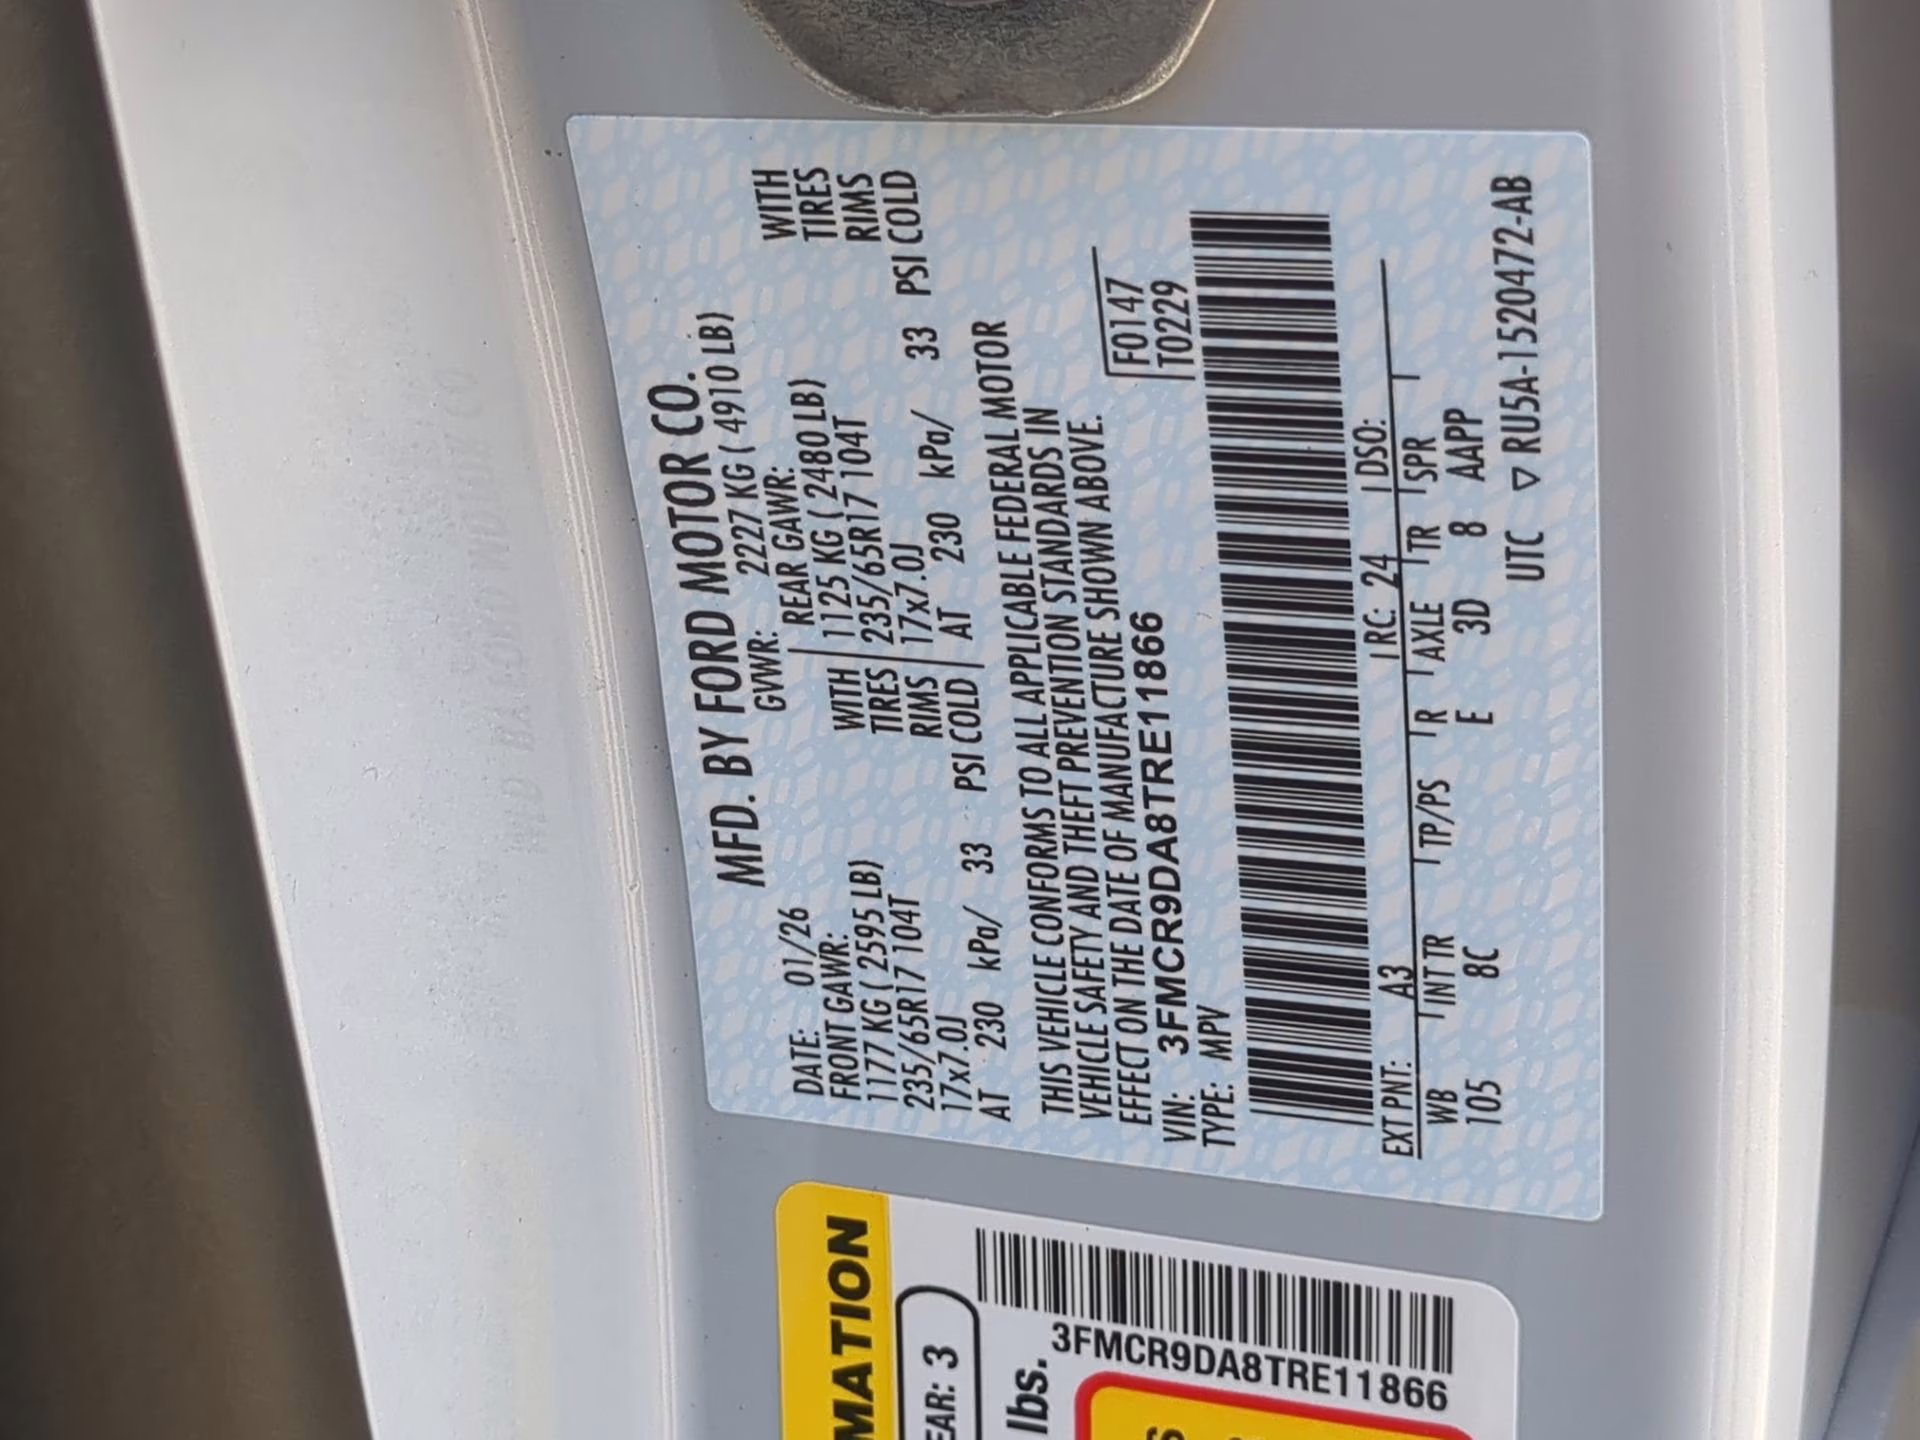 MFD. BY FORD MOTOR CO.
DATE: 01/26 GVWR: 2227 KG ( 4910 LB)
FRONT GAWR: REAR GAWR:
1177 KG ( 2595 LB) WITH 1125 KG ( 2480 LB) WITH
235/65R17 104T TIRES 235/65R17 104T TIRES
17x7.0J RIMS 17x7.0J RIMS
AT 230 kPa/ 33 PSI COLD AT 230 kPa/ 33 PSI COLD
THIS VEHICLE CONFORMS TO ALL APPLICABLE FEDERAL MOTOR
VEHICLE SAFETY AND THEFT PREVENTION STANDARDS IN
EFFECT ON THE DATE OF MANUFACTURE SHOWN ABOVE.
VIN: 3FMCR9DA8TRE11866 F0147
TYPE: MPV T0229
EXT PNT: A3 RC: 24 DSO:
WB INT TR TP/PS R AXLE TR SPR
105 8C E 3D 8 AAPP
UTC ▽ RU5A-1520472-AB
MATION
EAR: 3
lbs.
3FMCR9DA8TRE11866